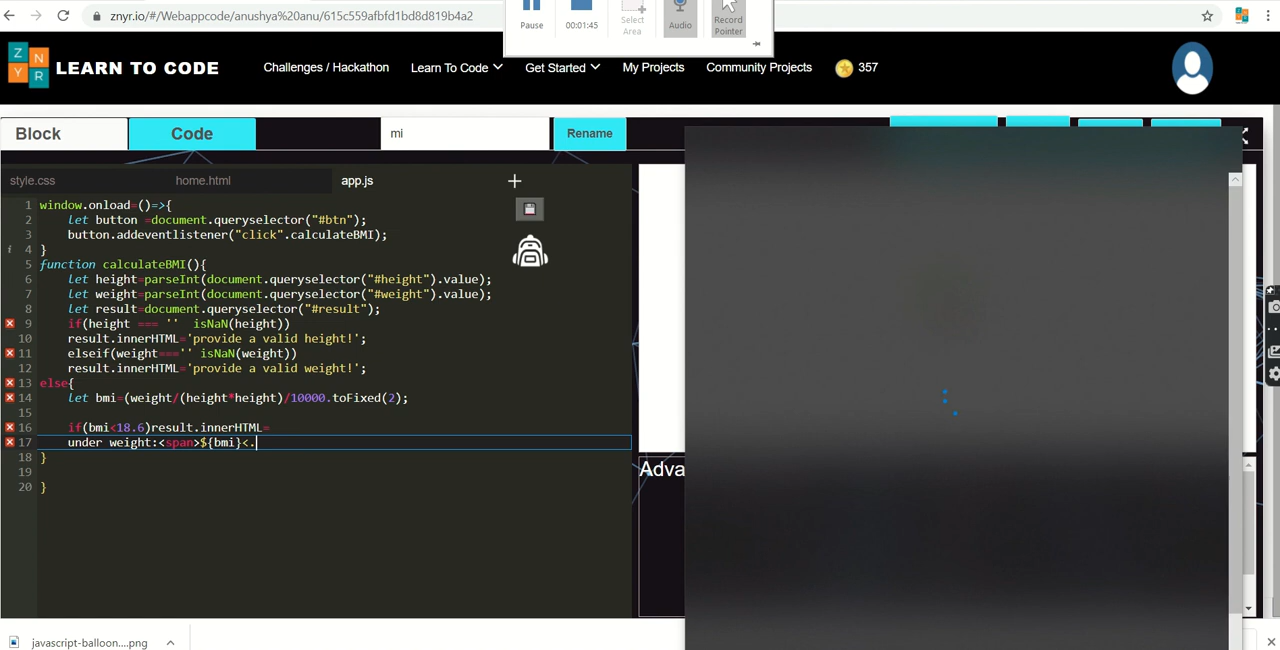 znyr.io/#/Webappcode/anushya%20anu/615c559afbfd1bd8d819b4a2
Pause
00:01:45
Select Area
Audio
Record Pointer
Z N Y R
LEARN TO CODE
Challenges / Hackathon
Learn To Code
Get Started
My Projects
Community Projects
357
Block
Code
mi
Rename
style.css
home.html
app.js
+
1 window.onload=()=>{
2 let button =document.queryselector("#btn");
3 button.addeventlistener("click".calculateBMI);
i 4 }
5 function calculateBMI(){
6 let height=parseInt(document.queryselector("#height").value);
7 let weight=parseInt(document.queryselector("#weight").value);
8 let result=document.queryselector("#result");
9 if(height === '' isNaN(height))
10 result.innerHTML='provide a valid height!';
11 elseif(weight==='' isNaN(weight))
12 result.innerHTML='provide a valid weight!';
13 else{
14 let bmi=(weight/(height*height)/10000.toFixed(2);
15
16 if(bmi<18.6)result.innerHTML=
17 under weight:<span>${bmi}<.
18 }
19
20 }
Adva
javascript-balloon....png